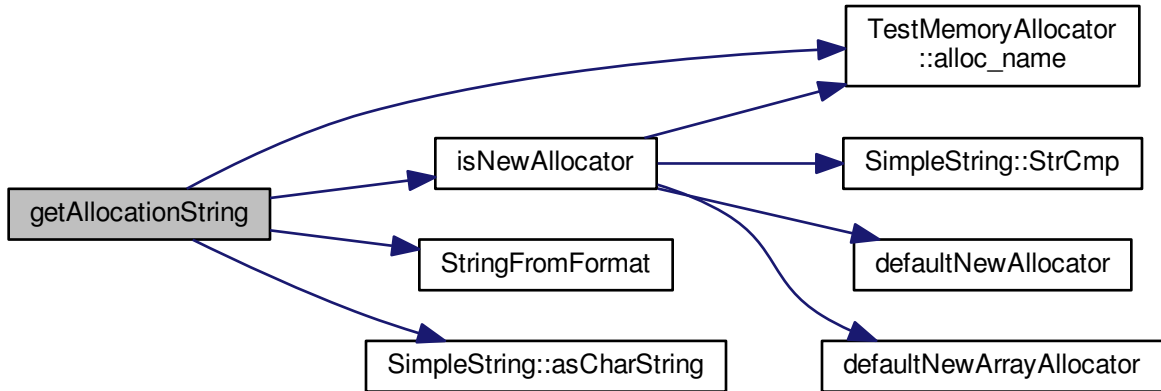 getAllocationString
isNewAllocator
StringFromFormat
SimpleString::asCharString
TestMemoryAllocator
::alloc_name
SimpleString::StrCmp
defaultNewAllocator
defaultNewArrayAllocator